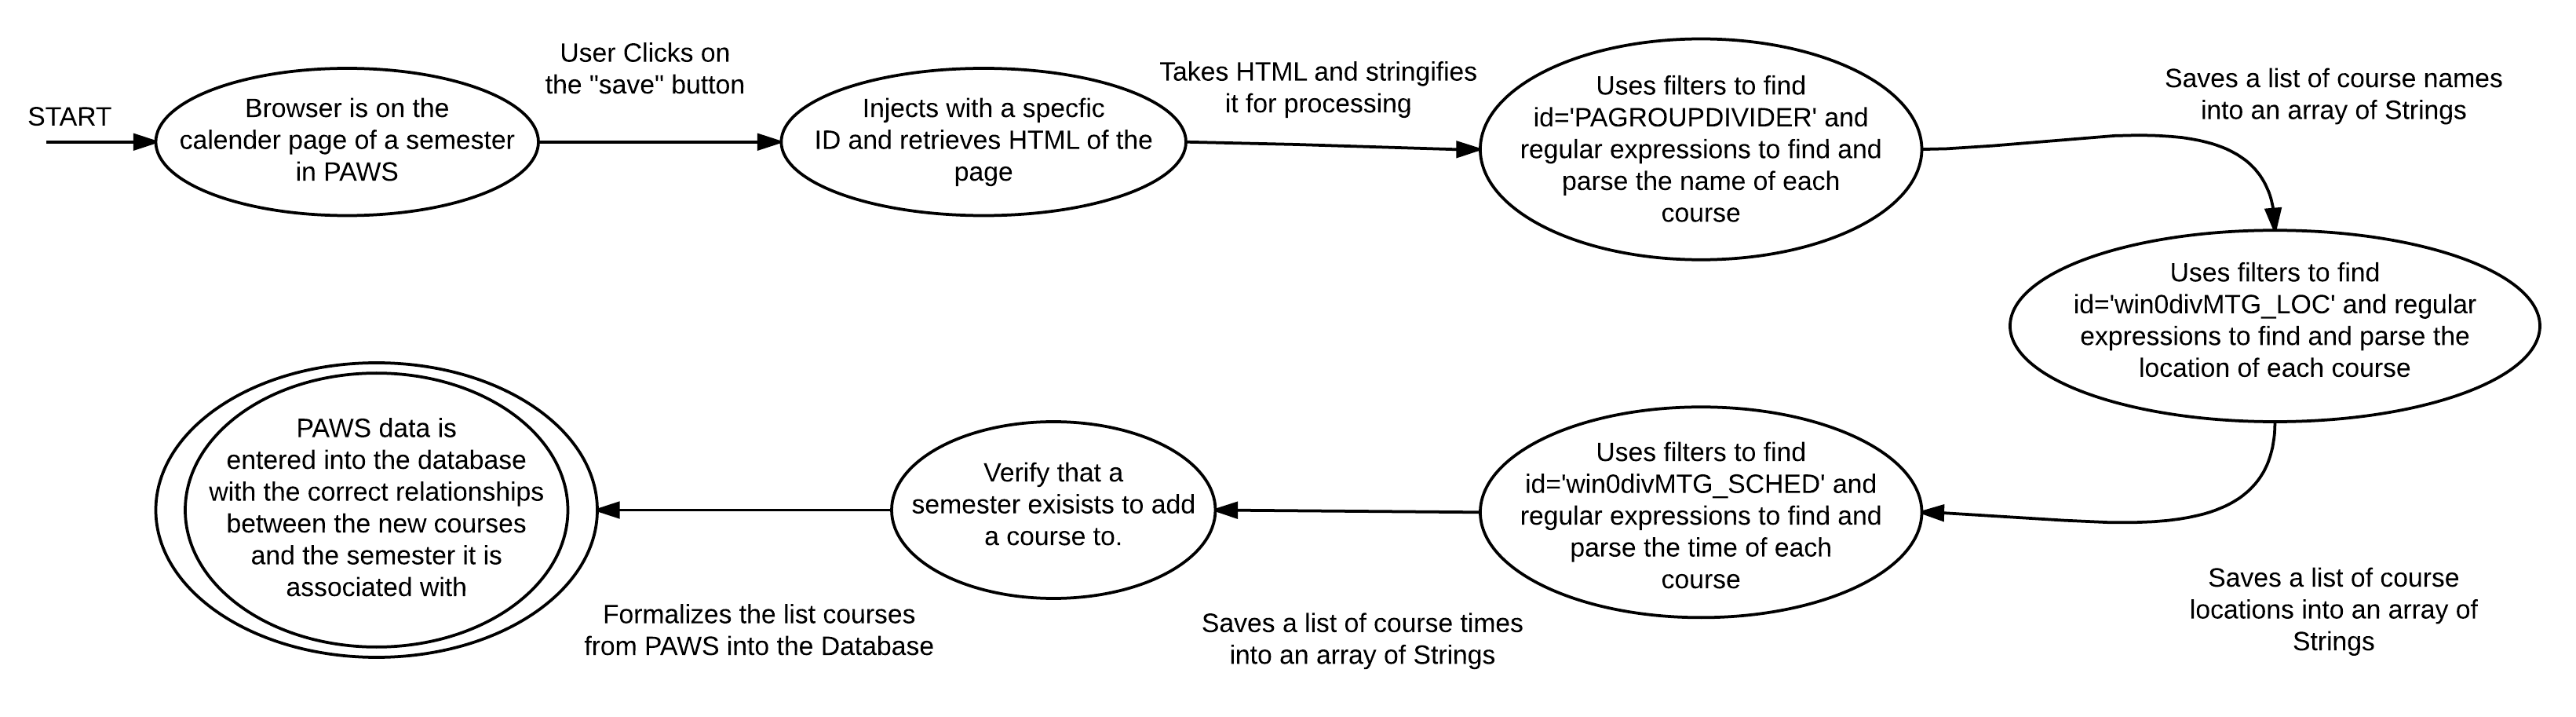 START
Browser is on the
calender page of a semester
in PAWS
User Clicks on
the "save" button
Injects with a specfic
ID and retrieves HTML of the
page
Takes HTML and stringifies
it for processing
Uses filters to find
id='PAGROUPDIVIDER' and
regular expressions to find and
parse the name of each
course
Saves a list of course names
into an array of Strings
Uses filters to find
id='win0divMTG_LOC' and regular
expressions to find and parse the
location of each course
Saves a list of course
locations into an array of
Strings
Uses filters to find
id='win0divMTG_SCHED' and
regular expressions to find and
parse the time of each
course
Saves a list of course times
into an array of Strings
Verify that a
semester exisists to add
a course to.
Formalizes the list courses
from PAWS into the Database
PAWS data is
entered into the database
with the correct relationships
between the new courses
and the semester it is
associated with